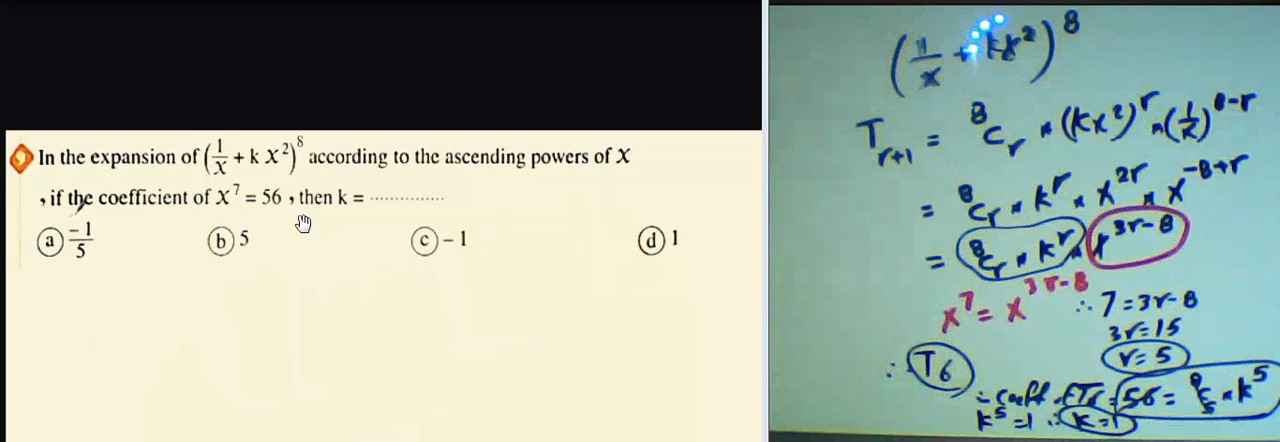 In the expansion of (1/x + k x²)⁸ according to the ascending powers of x
, if the coefficient of x⁷ = 56 , then k = ..................
(a) -1/5 (b) 5 (c) - 1 (d) 1
(1/x + kx²)⁸
T_{r+1} = ⁸C_r × (kx²)^r × (1/x)^{8-r}
= ⁸C_r × k^r × x^{2r} × x^{-8+r}
= ⁸C_r × k^r × x^{3r-8}
x⁷ = x^{3r-8} ∴ 7 = 3r-8
3r = 15
r = 5
∴ T₆
∴ coeff. of T₆ = 56 = ⁸C₅ × k⁵
k⁵ = 1 ∴ k = 1